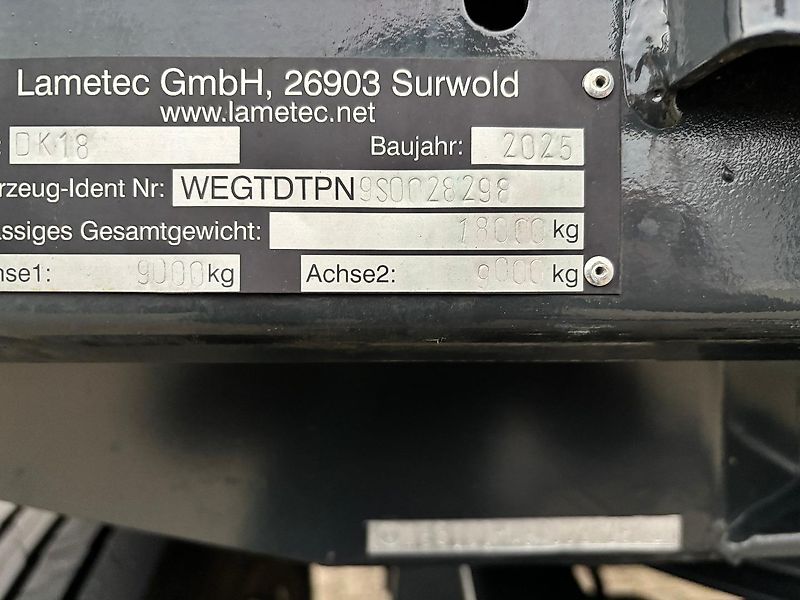 Lametec GmbH, 26903 Surwold
www.lametec.net
: DK18 Baujahr: 2025
rzeug-Ident Nr: WEGTDTPN9S0028298
ässiges Gesamtgewicht: 18000 kg
hse1: 9000 kg Achse2: 9000 kg